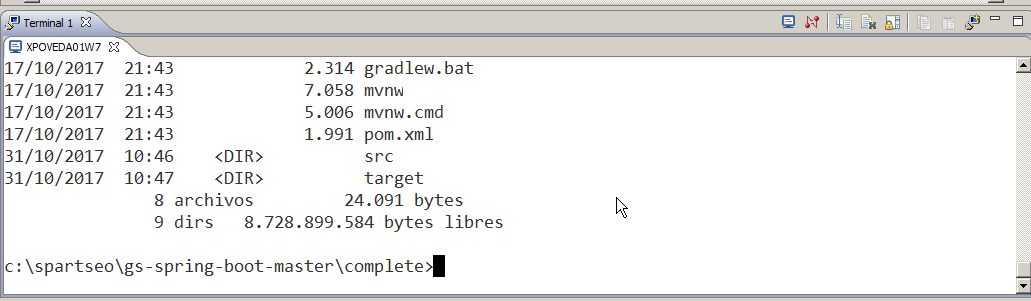 Terminal 1
XPOVEDA01W7
17/10/2017  21:43             2.314 gradlew.bat
17/10/2017  21:43             7.058 mvnw
17/10/2017  21:43             5.006 mvnw.cmd
17/10/2017  21:43             1.991 pom.xml
31/10/2017  10:46    <DIR>          src
31/10/2017  10:47    <DIR>          target
               8 archivos         24.091 bytes
               9 dirs   8.728.899.584 bytes libres
c:\spartseo\gs-spring-boot-master\complete>